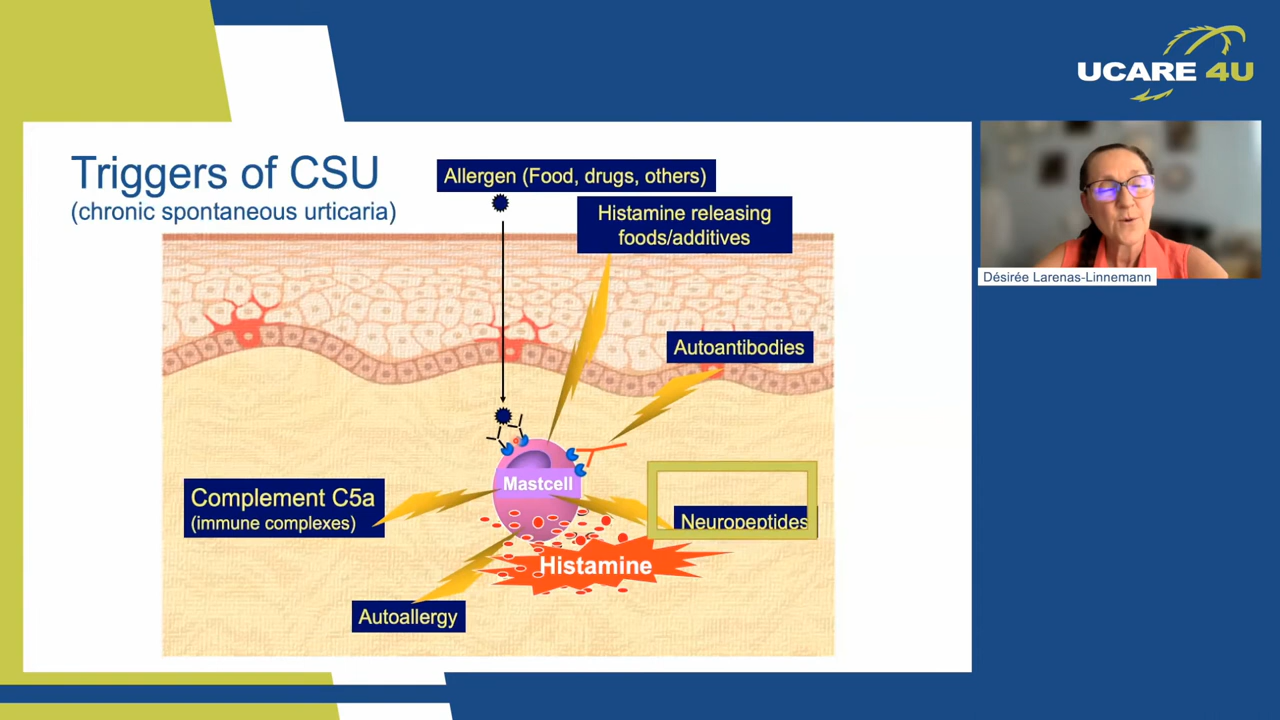 UCARE 4U
Triggers of CSU
(chronic spontaneous urticaria)
Allergen (Food, drugs, others)
Histamine releasing
foods/additives
Autoantibodies
Mastcell
Complement C5a
(immune complexes)
Neuropeptides
Histamine
Autoallergy
Désirée Larenas-Linnemann